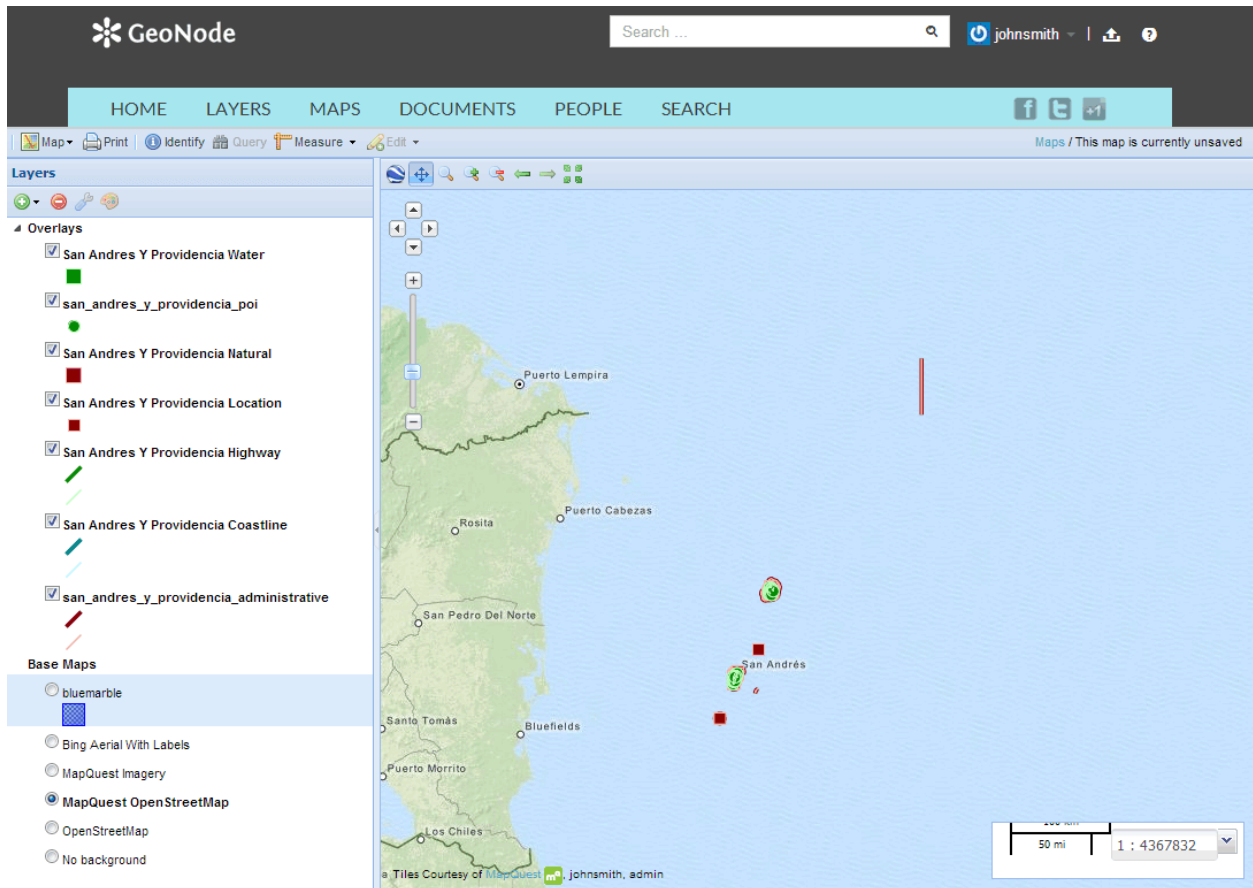 GeoNode
Search ...
johnsmith
HOME LAYERS MAPS DOCUMENTS PEOPLE SEARCH
f t +1
Map Print Identify Query Measure Edit
Maps / This map is currently unsaved
Layers
Overlays
San Andres Y Providencia Water
san_andres_y_providencia_poi
San Andres Y Providencia Natural
San Andres Y Providencia Location
San Andres Y Providencia Highway
San Andres Y Providencia Coastline
san_andres_y_providencia_administrative
Base Maps
bluemarble
Bing Aerial With Labels
MapQuest Imagery
MapQuest OpenStreetMap
OpenStreetMap
No background
Puerto Lempira
Puerto Cabezas
Rosita
San Pedro Del Norte
San Andrés
Santo Tomás
Bluefields
Puerto Morrito
Los Chiles
100 km
50 mi
1 : 4367832
a Tiles Courtesy of MapQuest , johnsmith, admin